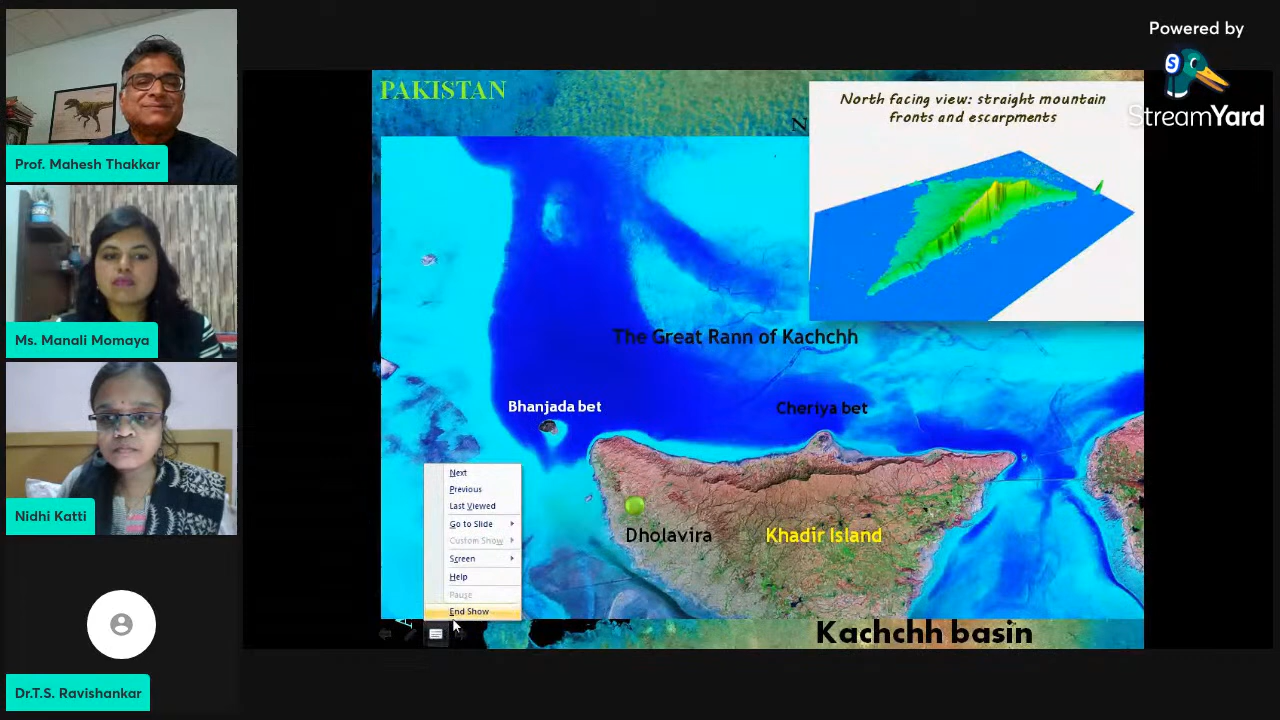 Prof. Mahesh Thakkar
Ms. Manali Momaya
Nidhi Katti
Dr.T.S. Ravishankar
Powered by
S
StreamYard
PAKISTAN
N
North facing view: straight mountain
fronts and escarpments
The Great Rann of Kachchh
Bhanjada bet
Cheriya bet
Dholavira
Khadir Island
Kachchh basin
Next
Previous
Last Viewed
Go to Slide
Custom Show
Screen
Help
Pause
End Show